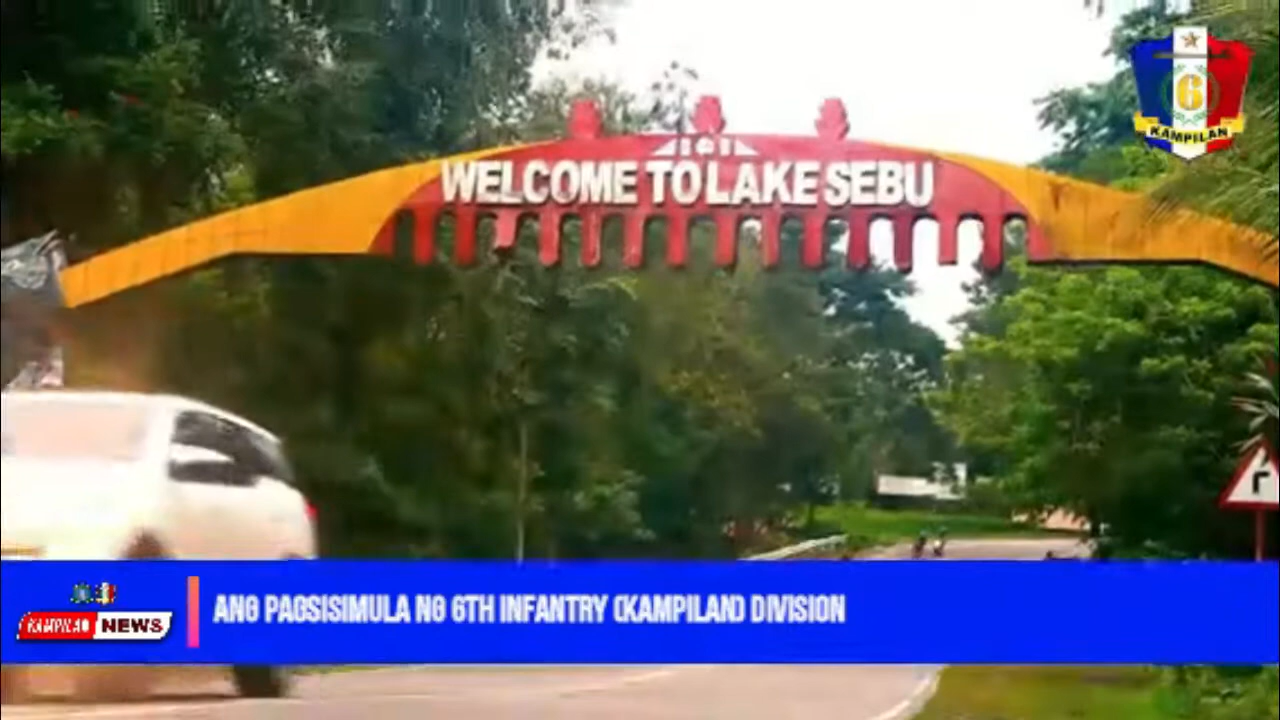 6
KAMPILAN
WELCOME TO LAKE SEBU
KAMPILAN NEWS
ANG PAGSISIMULA NG 6TH INFANTRY (KAMPILAN) DIVISION